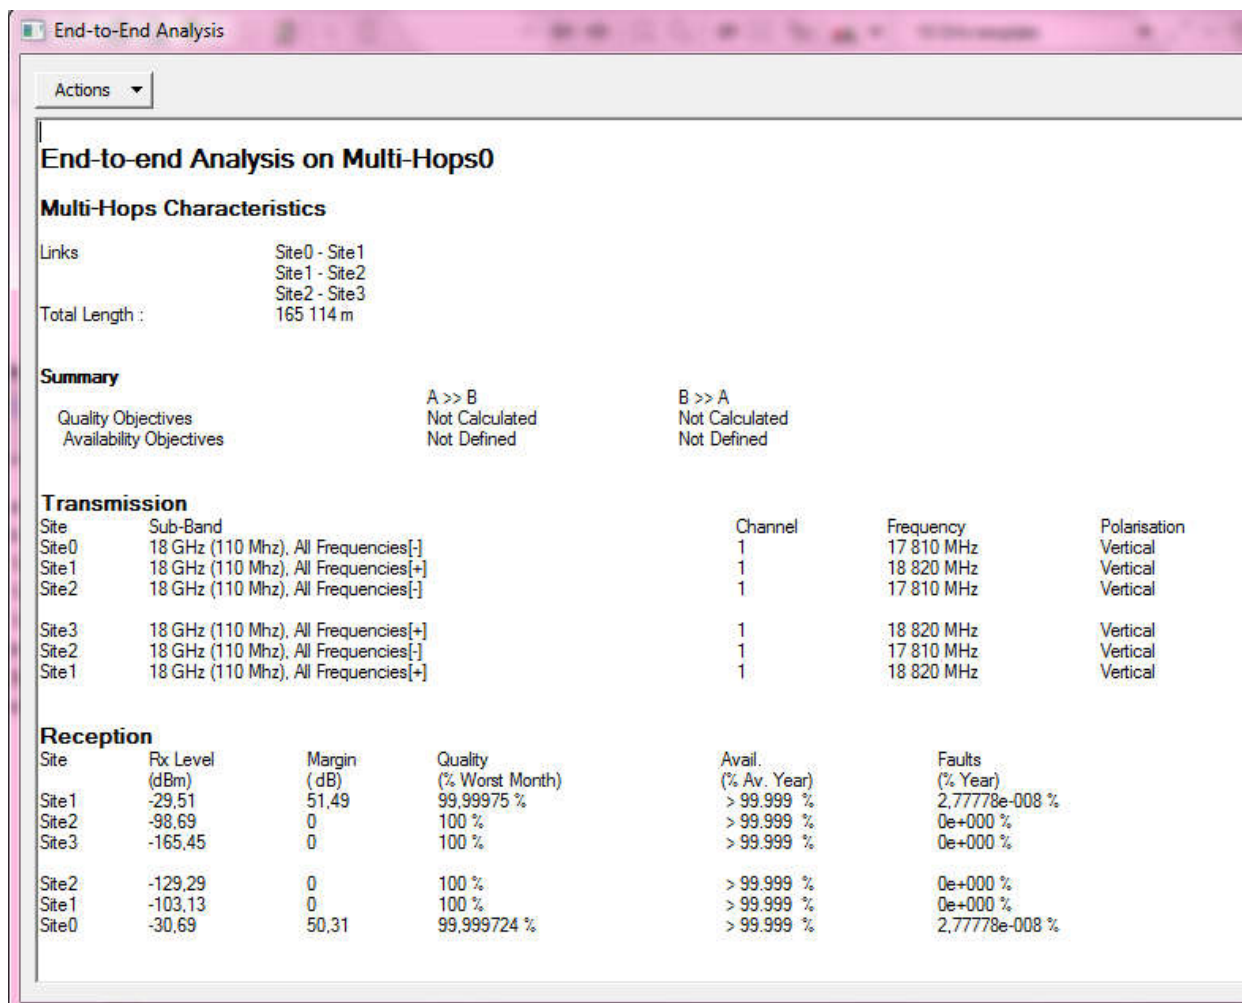 End-to-End Analysis
Actions
End-to-end Analysis on Multi-Hops0
Multi-Hops Characteristics
Links Site0 - Site1
Site1 - Site2
Site2 - Site3
Total Length : 165 114 m
Summary
A >> B B >> A
Quality Objectives Not Calculated Not Calculated
Availability Objectives Not Defined Not Defined
Transmission
Site Sub-Band Channel Frequency Polarisation
Site0 18 GHz (110 Mhz), All Frequencies[-] 1 17 810 MHz Vertical
Site1 18 GHz (110 Mhz), All Frequencies[+] 1 18 820 MHz Vertical
Site2 18 GHz (110 Mhz), All Frequencies[-] 1 17 810 MHz Vertical
Site3 18 GHz (110 Mhz), All Frequencies[+] 1 18 820 MHz Vertical
Site2 18 GHz (110 Mhz), All Frequencies[-] 1 17 810 MHz Vertical
Site1 18 GHz (110 Mhz), All Frequencies[+] 1 18 820 MHz Vertical
Reception
Site Rx Level Margin Quality Avail. Faults
(dBm) ( dB) (% Worst Month) (% Av. Year) (% Year)
Site1 -29,51 51,49 99,99975 % > 99.999 % 2,77778e-008 %
Site2 -98,69 0 100 % > 99.999 % 0e+000 %
Site3 -165,45 0 100 % > 99.999 % 0e+000 %
Site2 -129,29 0 100 % > 99.999 % 0e+000 %
Site1 -103,13 0 100 % > 99.999 % 0e+000 %
Site0 -30,69 50,31 99,999724 % > 99.999 % 2,77778e-008 %